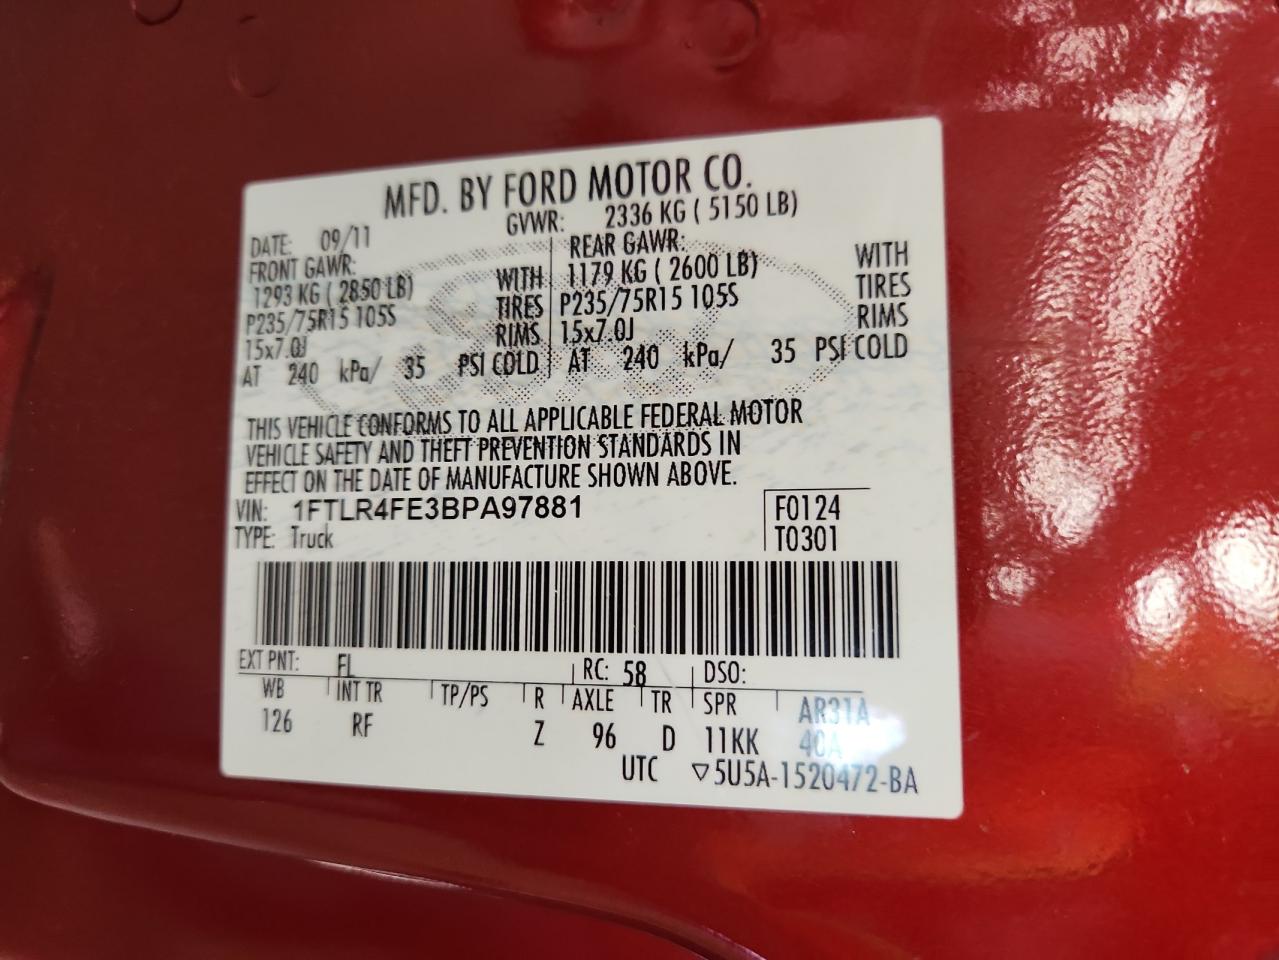 MFD. BY FORD MOTOR CO.
DATE: 09/11 GVWR: 2336 KG ( 5150 LB)
FRONT GAWR: REAR GAWR:
1293 KG ( 2850 LB) WITH 1179 KG ( 2600 LB) WITH
P235/75R15 105S TIRES P235/75R15 105S TIRES
15x7.0J RIMS 15x7.0J RIMS
AT 240 kPa/ 35 PSI COLD AT 240 kPa/ 35 PSI COLD
THIS VEHICLE CONFORMS TO ALL APPLICABLE FEDERAL MOTOR
VEHICLE SAFETY AND THEFT PREVENTION STANDARDS IN
EFFECT ON THE DATE OF MANUFACTURE SHOWN ABOVE.
VIN: 1FTLR4FE3BPA97881 F0124
TYPE: Truck T0301
EXT PNT: FL RC: 58 DSO:
WB INT TR TP/PS R AXLE TR SPR AR31A
126 RF Z 96 D 11KK 40A
UTC ▽5U5A-1520472-BA